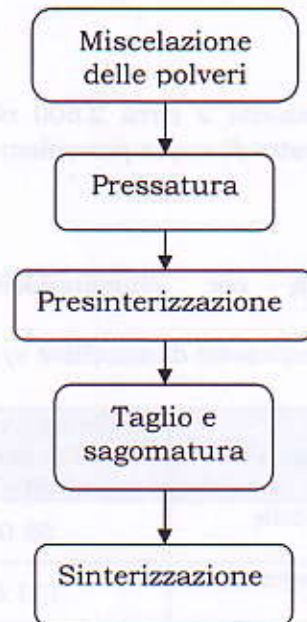 Miscelazione
delle polveri
Pressatura
Presinterizzazione
Taglio e
sagomatura
Sinterizzazione